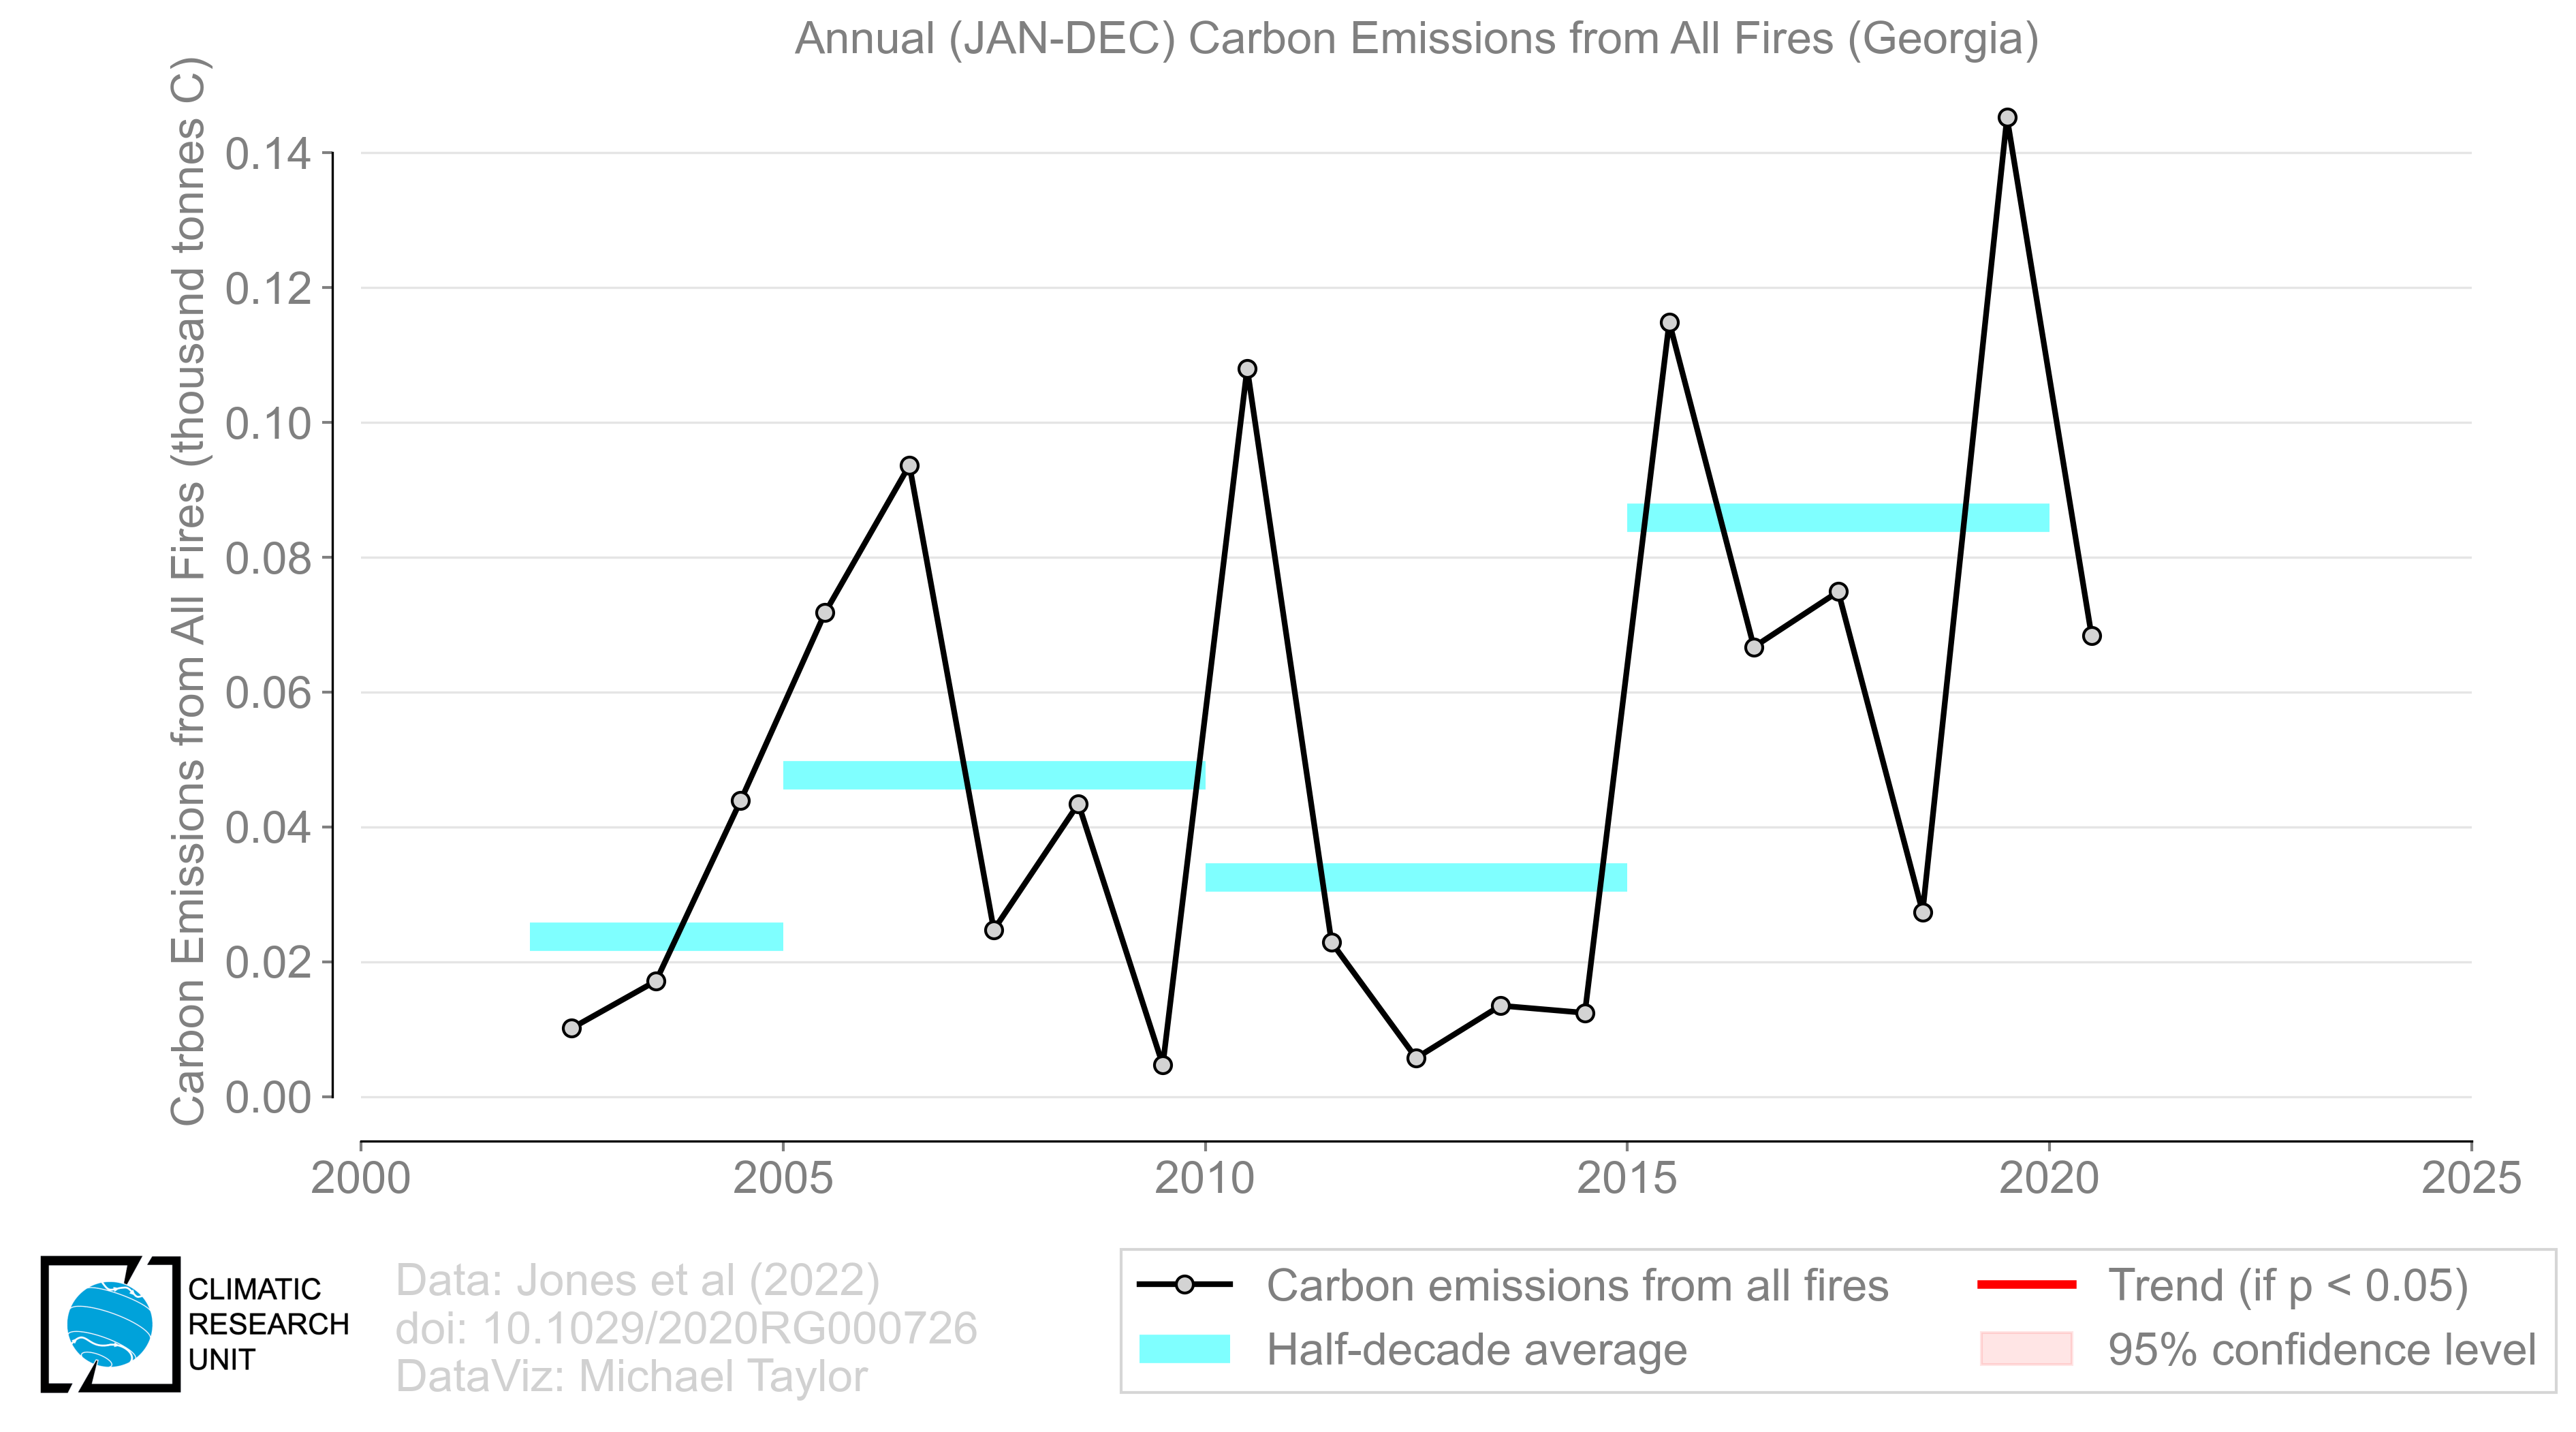 Annual (JAN-DEC) Carbon Emissions from All Fires (Georgia)
Carbon Emissions from All Fires (thousand tonnes C)
0.14
0.12
0.10
0.08
0.06
0.04
0.02
0.00
2000
2005
2010
2015
2020
2025
CLIMATIC
RESEARCH
UNIT
Data: Jones et al (2022)
doi: 10.1029/2020RG000726
DataViz: Michael Taylor
Carbon emissions from all fires
Half-decade average
Trend (if p < 0.05)
95% confidence level